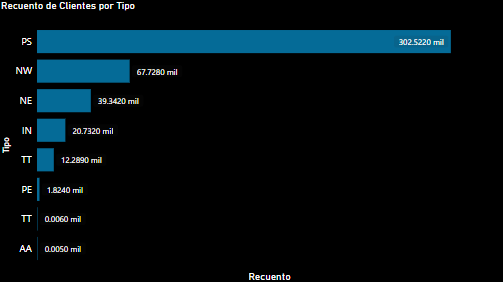 Recuento de Clientes por Tipo
PS 302.5220 mil
NW 67.7280 mil
NE 39.3420 mil
IN 20.7320 mil
TT 12.2890 mil
PE 1.8240 mil
TT 0.0060 mil
AA 0.0050 mil
Tipo
Recuento